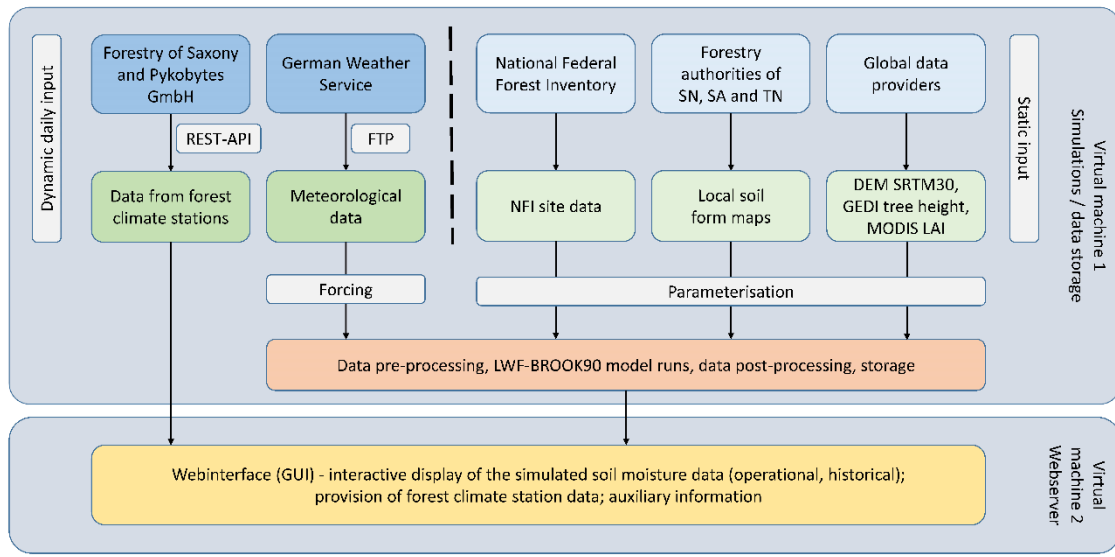 Dynamic daily input
Forestry of Saxony
and Pykobytes
GmbH
German Weather
Service
National Federal
Forest Inventory
Forestry
authorities of
SN, SA and TN
Global data
providers
Static input
Virtual machine 1
Simulations / data storage
REST-API
FTP
Data from forest
climate stations
Meteorological
data
NFI site data
Local soil
form maps
DEM SRTM30,
GEDI tree height,
MODIS LAI
Forcing
Parameterisation
Data pre-processing, LWF-BROOK90 model runs, data post-processing, storage
Webinterface (GUI) - interactive display of the simulated soil moisture data (operational, historical);
provision of forest climate station data; auxiliary information
Virtual
machine 2
Webserver